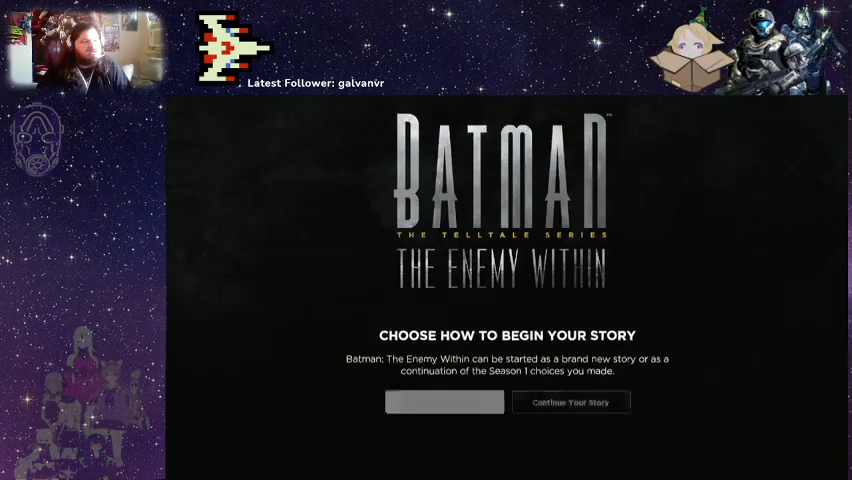 Latest Follower: galvanvr
BATMAN™
THE TELLTALE SERIES
THE ENEMY WITHIN
CHOOSE HOW TO BEGIN YOUR STORY
Batman: The Enemy Within can be started as a brand new story or as a
continuation of the Season 1 choices you made.
Continue Your Story